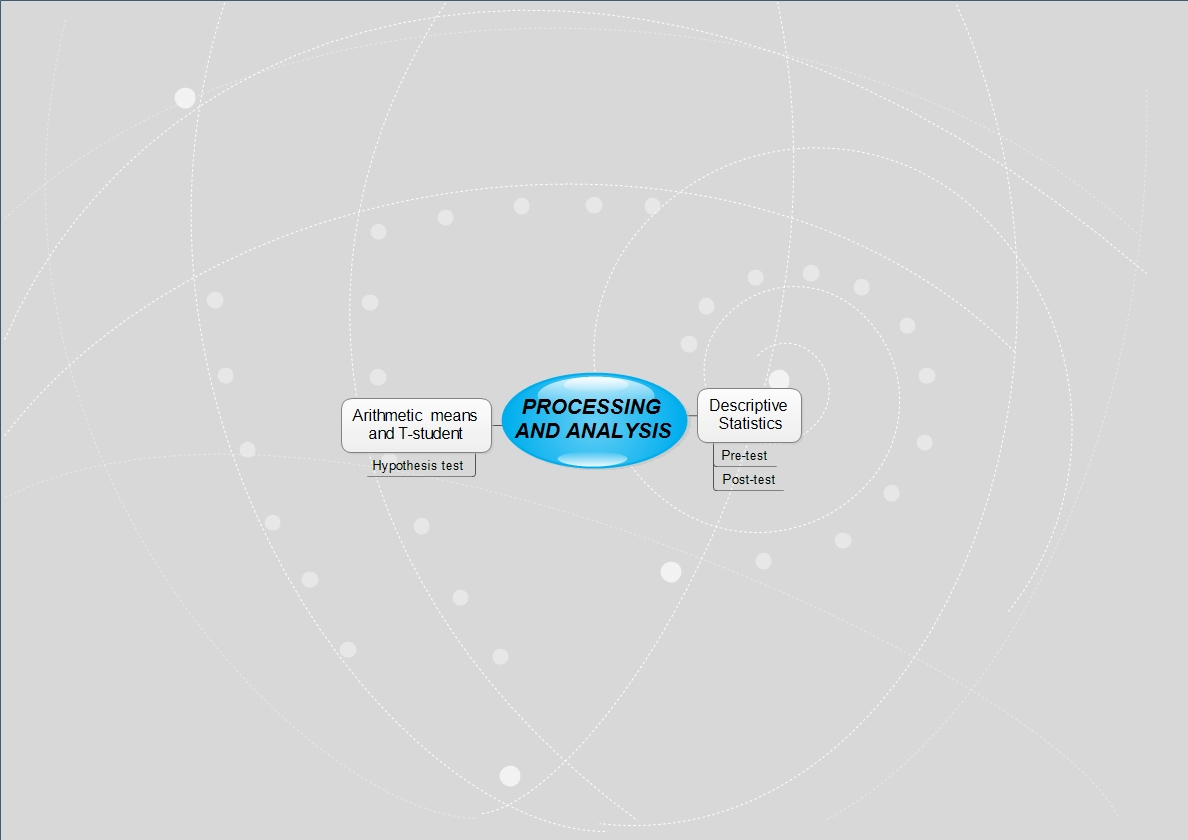 PROCESSING
AND ANALYSIS
Arithmetic means
and T-student
Hypothesis test
Descriptive
Statistics
Pre-test
Post-test